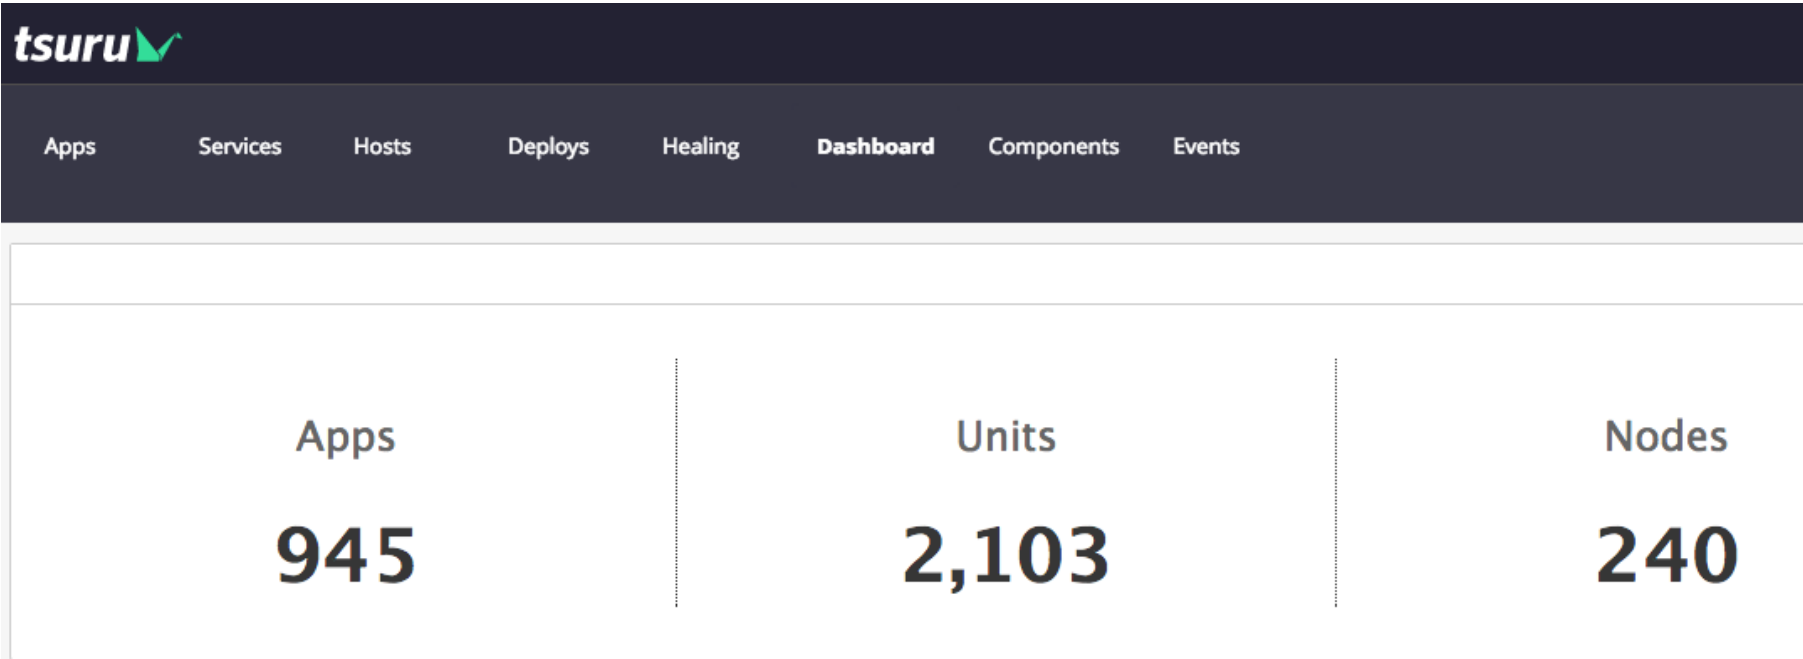 tsuru
Apps Services Hosts Deploys Healing Dashboard Components Events
Apps Units Nodes
945 2,103 240